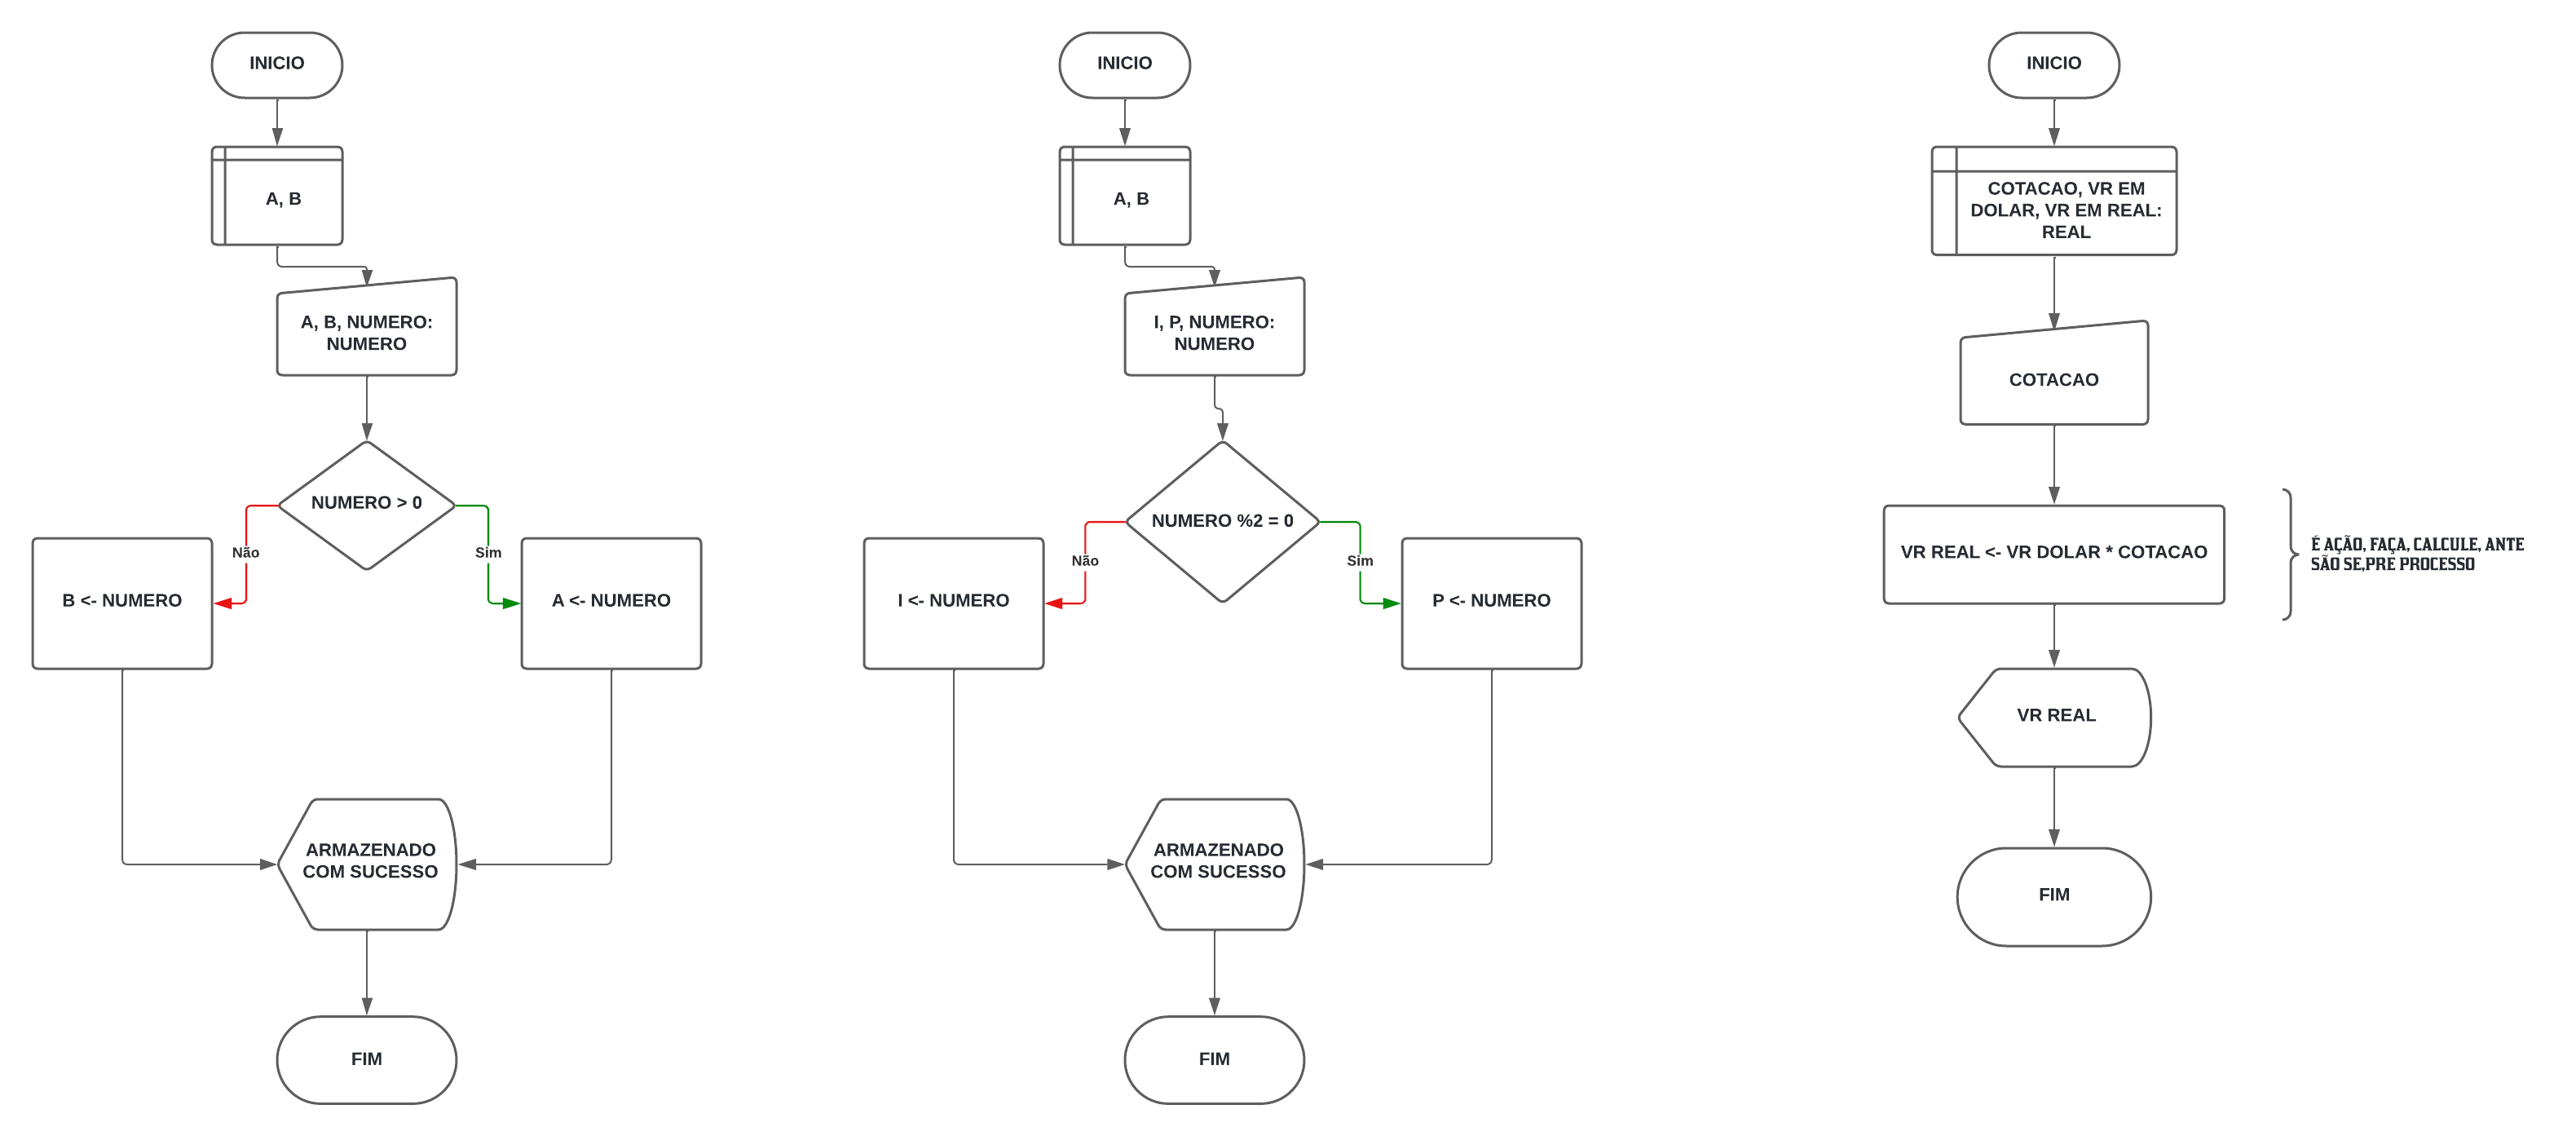 INICIO
A, B
A, B, NUMERO:
NUMERO
NUMERO > 0
Não
Sim
B <- NUMERO
A <- NUMERO
ARMAZENADO
COM SUCESSO
FIM
INICIO
A, B
I, P, NUMERO:
NUMERO
NUMERO %2 = 0
Não
Sim
I <- NUMERO
P <- NUMERO
ARMAZENADO
COM SUCESSO
FIM
INICIO
COTACAO, VR EM
DOLAR, VR EM REAL:
REAL
COTACAO
VR REAL <- VR DOLAR * COTACAO
É AÇÃO, FAÇA, CALCULE, ANTE
SÃO SE,PRE PROCESSO
VR REAL
FIM